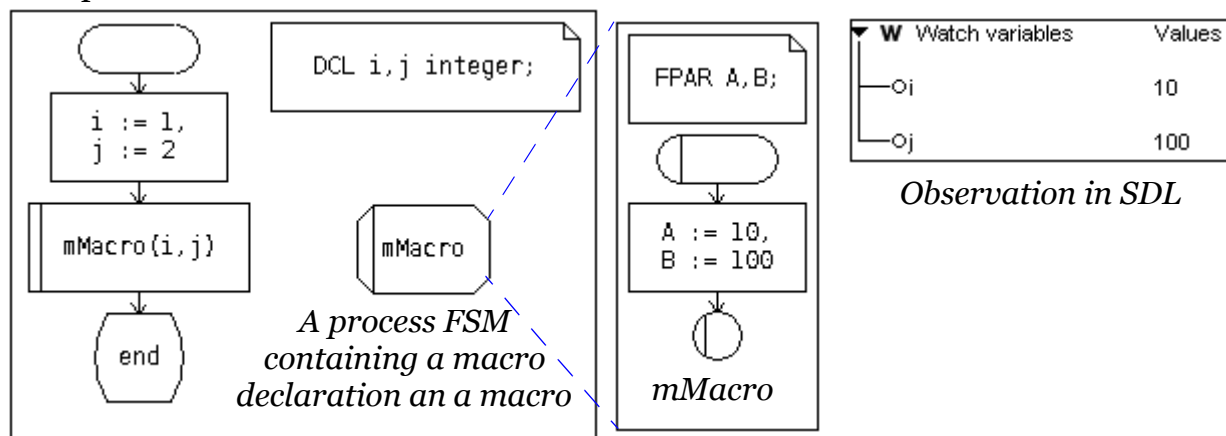 DCL i,j integer;
i := 1,
j := 2
mMacro{i,j}
end
mMacro
A process FSM
containing a macro
declaration an a macro
FPAR A,B;
A := 10,
B := 100
mMacro
W Watch variables Values
i 10
j 100
Observation in SDL